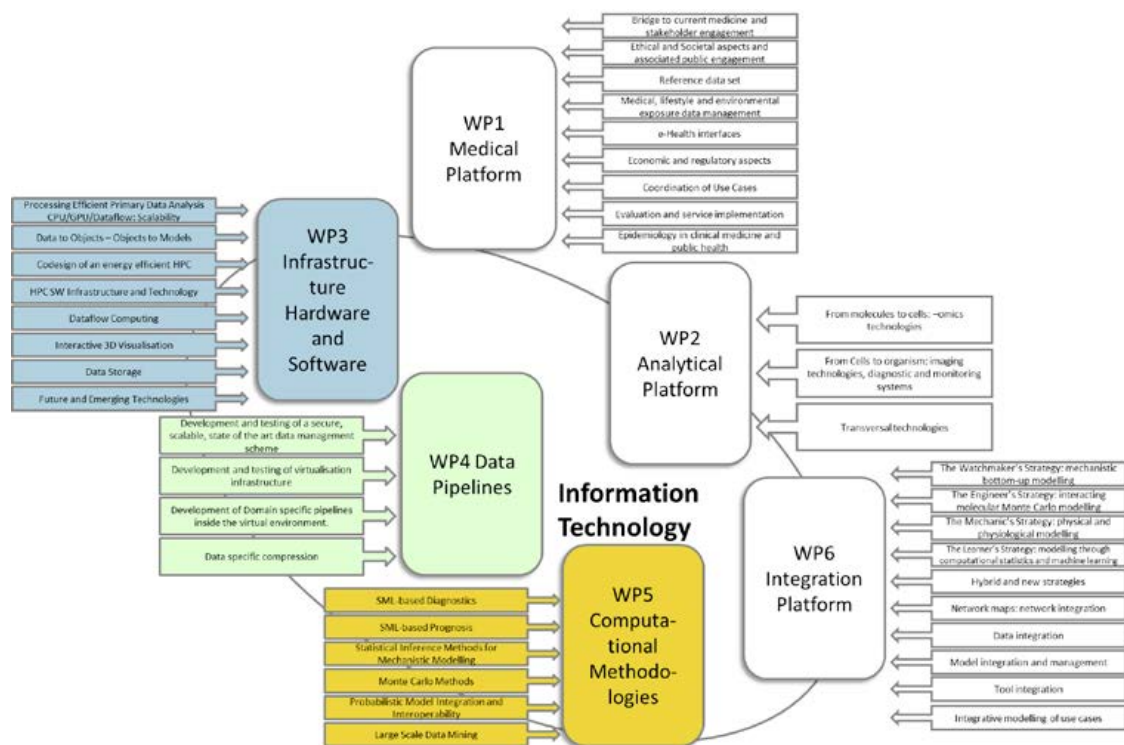 Bridge to current medicine and
stakeholder engagement
Ethical and Societal aspects and
associated public engagement
Reference data set
Medical, lifestyle and environmental
exposure data management
e-Health interfaces
Economic and regulatory aspects
Coordination of Use Cases
Evaluation and service implementation
Epidemiology in clinical medicine and
public health
WP1
Medical
Platform
Processing Efficient Primary Data Analysis
CPU/GPU/Dataflow: Scalability
Data to Objects – Objects to Models
Codesign of an energy efficient HPC
HPC SW Infrastructure and Technology
Dataflow Computing
Interactive 3D Visualisation
Data Storage
Future and Emerging Technologies
WP3
Infrastruc-
ture
Hardware
and
Software
WP2
Analytical
Platform
From molecules to cells: –omics
technologies
From Cells to organism: imaging
technologies, diagnostic and monitoring
systems
Transversal technologies
Development and testing of a secure,
scalable, state of the art data management
scheme
Development and testing of virtualisation
infrastructure
Development of Domain specific pipelines
inside the virtual environment.
Data specific compression
WP4 Data
Pipelines
Information
Technology
WP6
Integration
Platform
The Watchmaker's Strategy: mechanistic
bottom-up modelling
The Engineer's Strategy: interacting
molecular Monte Carlo modelling
The Mechanic's Strategy: physical and
physiological modelling
The Learner's Strategy: modelling through
computational statistics and machine learning
Hybrid and new strategies
Network maps: network integration
Data integration
Model integration and management
Tool integration
Integrative modelling of use cases
SML-based Diagnostics
SML-based Prognosis
Statistical Inference Methods for
Mechanistic Modelling
Monte Carlo Methods
Probabilistic Model Integration and
Interoperability
Large Scale Data Mining
WP5
Computa-
tional
Methodo-
logies